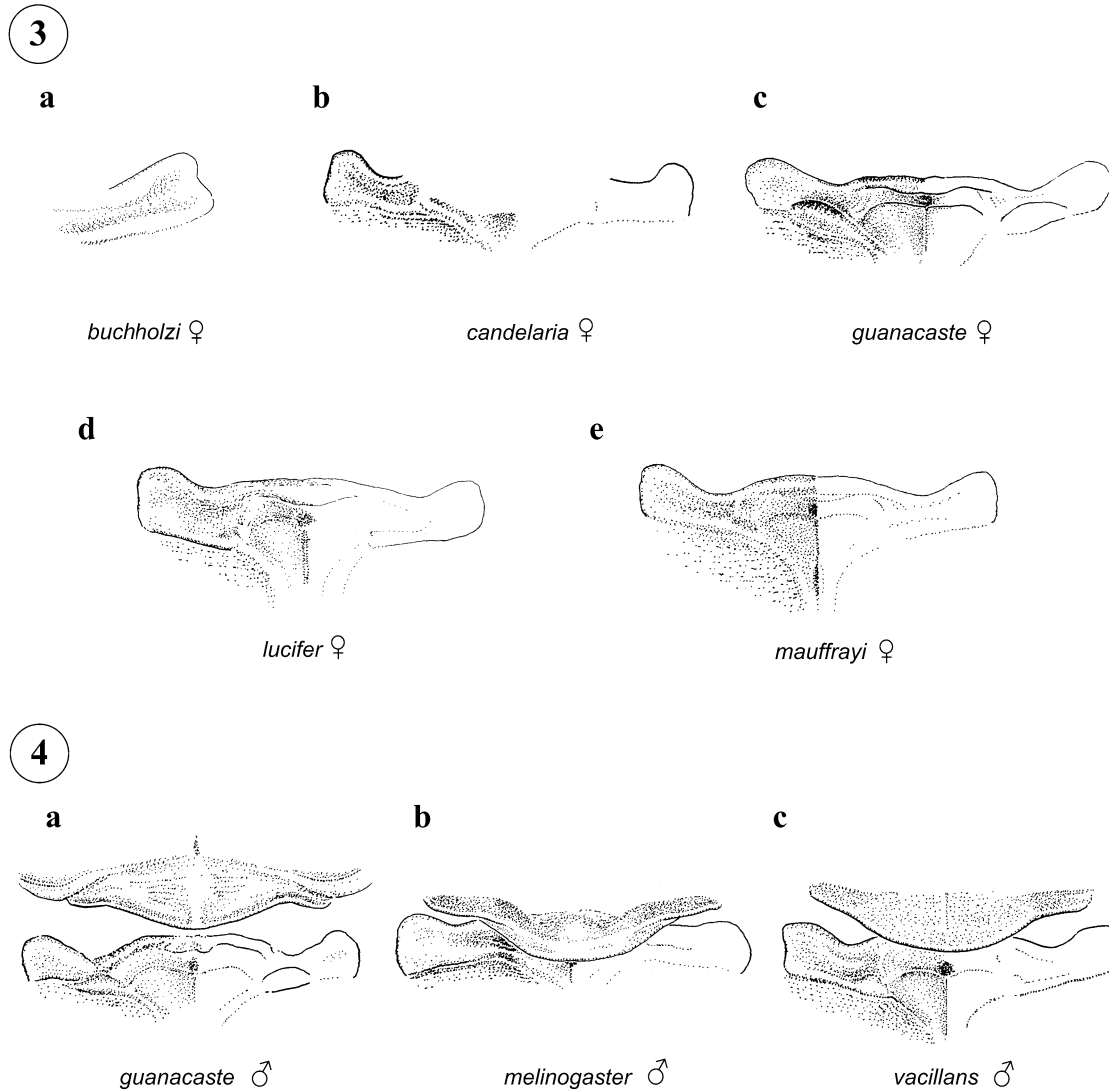 3
a
b
c
buchholzi ♀
candelaria ♀
guanacaste ♀
d
e
lucifer ♀
mauffrayi ♀
4
a
b
c
guanacaste ♂
melinogaster ♂
vacillans ♂